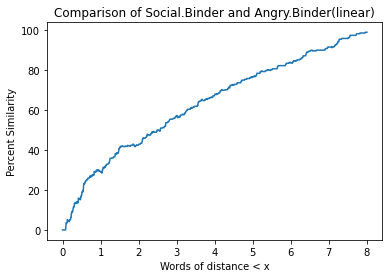 Comparison of Social.Binder and Angry.Binder(linear)
100
80
60
40
20
0
Percent Similarity
0 1 2 3 4 5 6 7 8
Words of distance < x